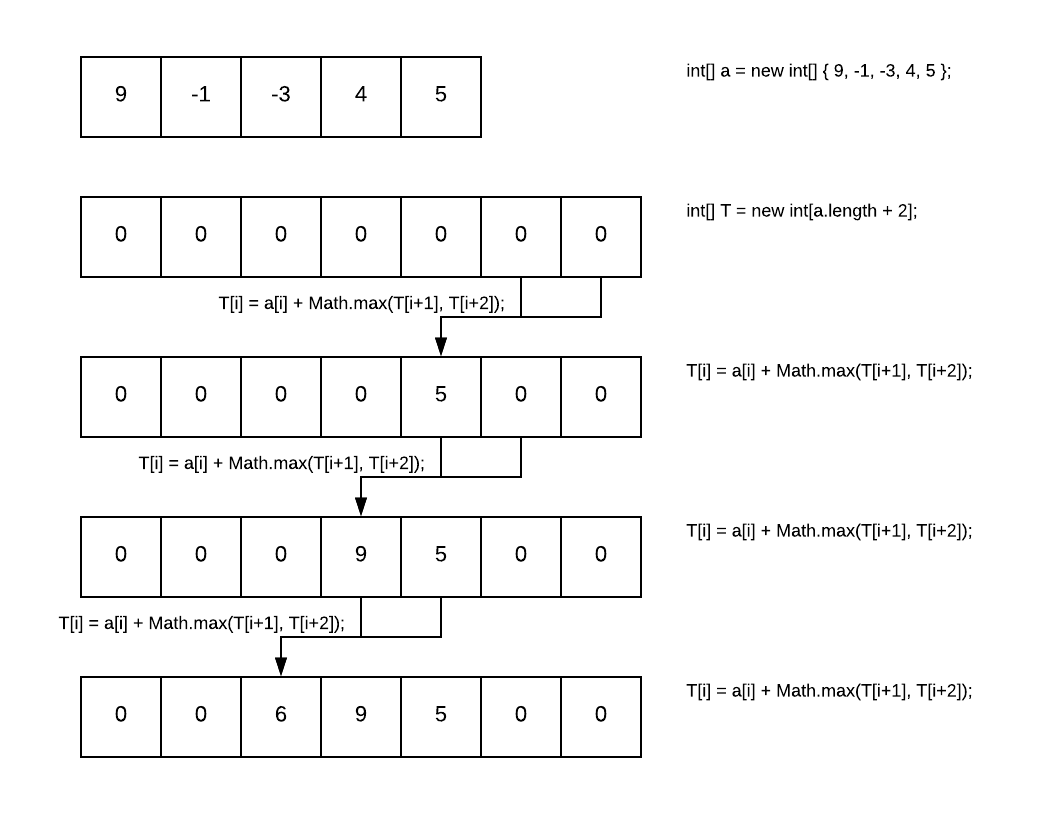 9 -1 -3 4 5
int[] a = new int[] { 9, -1, -3, 4, 5 };
0 0 0 0 0 0 0
int[] T = new int[a.length + 2];
T[i] = a[i] + Math.max(T[i+1], T[i+2]);
0 0 0 0 5 0 0
T[i] = a[i] + Math.max(T[i+1], T[i+2]);
T[i] = a[i] + Math.max(T[i+1], T[i+2]);
0 0 0 9 5 0 0
T[i] = a[i] + Math.max(T[i+1], T[i+2]);
T[i] = a[i] + Math.max(T[i+1], T[i+2]);
0 0 6 9 5 0 0
T[i] = a[i] + Math.max(T[i+1], T[i+2]);